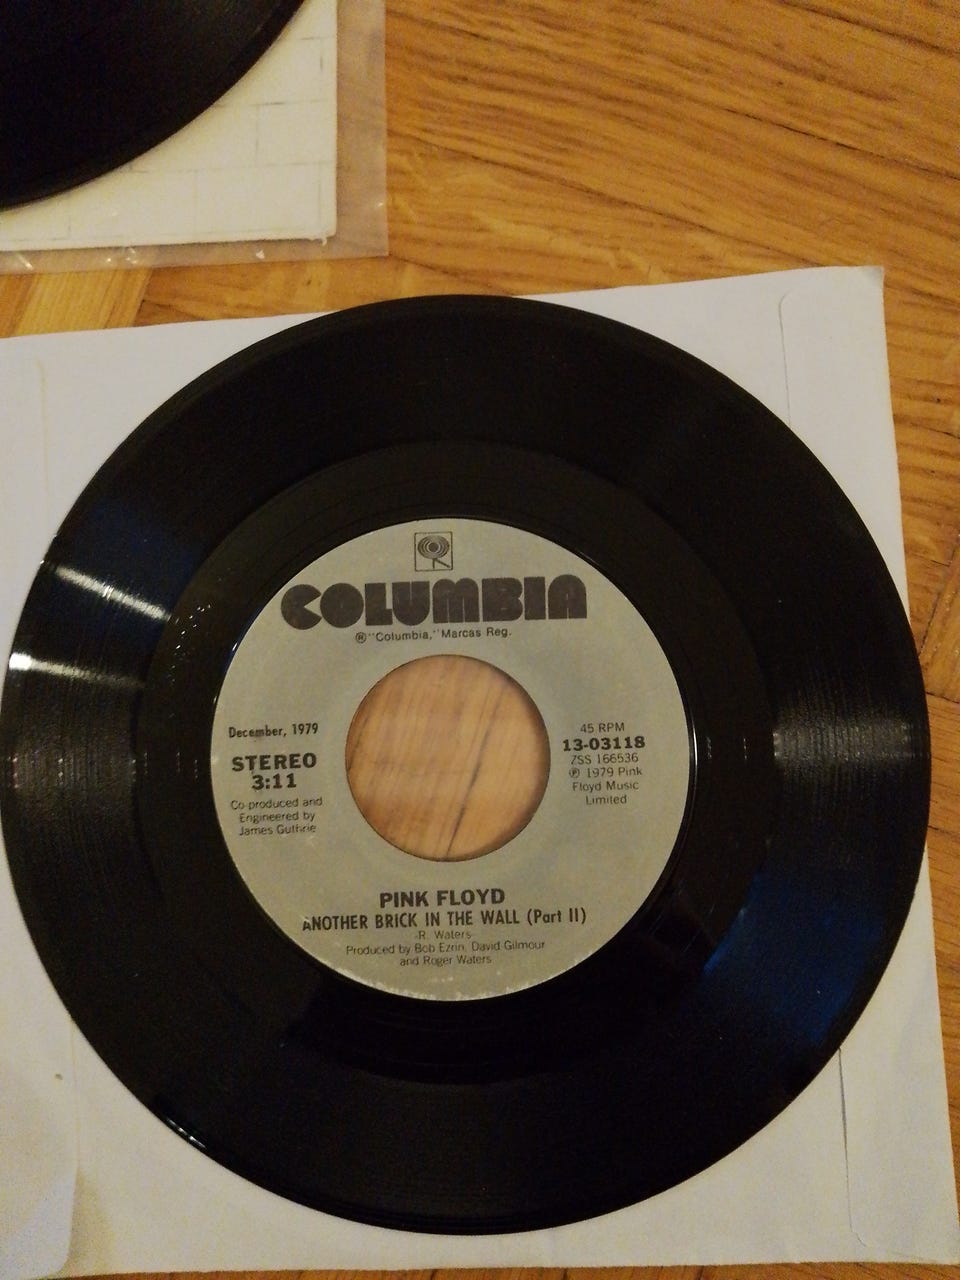 COLUMBIA
®"Columbia," Marcas Reg.
December, 1979
STEREO
3:11
Co-produced and
Engineered by
James Guthrie
45 RPM
13-03118
ZSS 166536
℗ 1979 Pink
Floyd Music
Limited
PINK FLOYD
ANOTHER BRICK IN THE WALL (Part II)
-R. Waters-
Produced by Bob Ezrin, David Gilmour
and Roger Waters